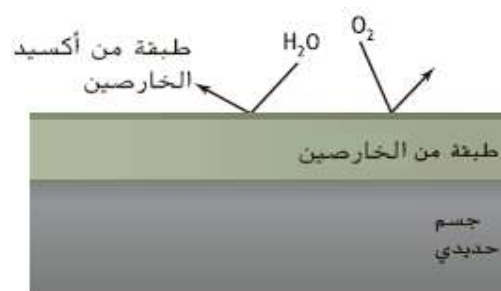 طبقة من أكسيد
الخارصين
H₂O
O₂
طبقة من الخارصين
جسم
حديدي